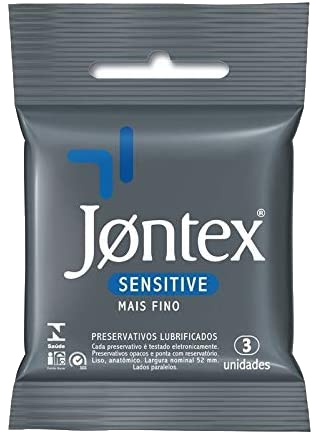 Jøntex®
SENSITIVE
MAIS FINO
PRESERVATIVOS LUBRIFICADOS
Cada preservativo é testado eletronicamente.
Preservativos opacos e ponta com reservatório.
Liso, anatômico. Largura nominal 52 mm.
Lados paralelos.
3
unidades
Saúde